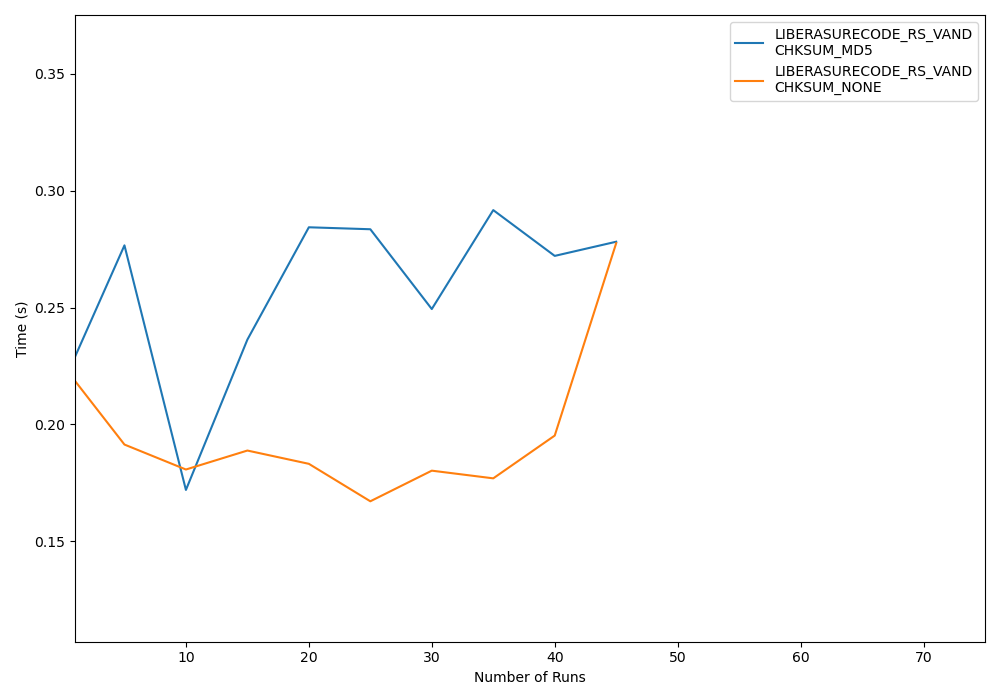 LIBERASURECODE_RS_VAND
CHKSUM_MD5
LIBERASURECODE_RS_VAND
CHKSUM_NONE
0.35
0.30
0.25
0.20
0.15
Time (s)
10 20 30 40 50 60 70
Number of Runs